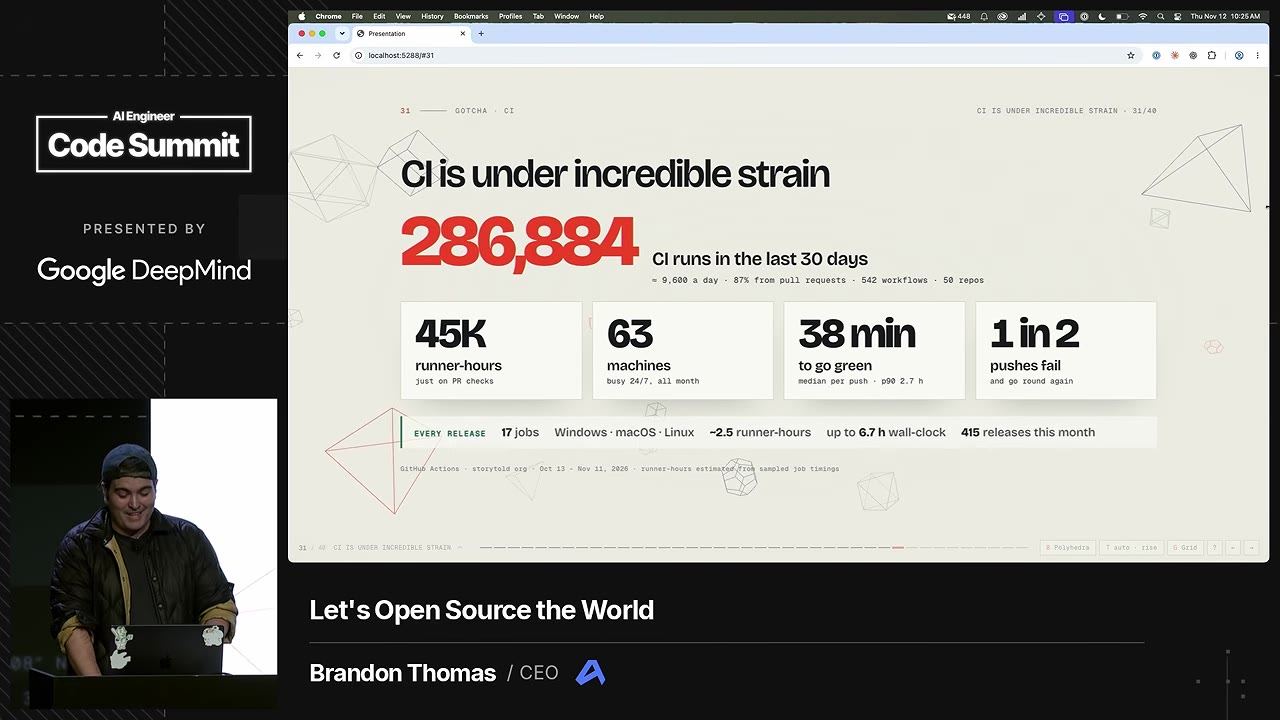 Chrome File Edit View History Bookmarks Profiles Tab Window Help
448
Thu Nov 12 10:25 AM
Presentation
localhost:5288/#31
31 GOTCHA · CI
CI IS UNDER INCREDIBLE STRAIN · 31/40
AI Engineer
Code Summit
PRESENTED BY
Google DeepMind
CI is under incredible strain
286,884
CI runs in the last 30 days
≈ 9,600 a day · 87% from pull requests · 542 workflows · 50 repos
45K
runner-hours
just on PR checks
63
machines
busy 24/7, all month
38 min
to go green
median per push · p90 2.7 h
1 in 2
pushes fail
and go round again
EVERY RELEASE 17 jobs Windows · macOS · Linux ~2.5 runner-hours up to 6.7 h wall-clock 415 releases this month
GitHub Actions · storytold org · Oct 13 – Nov 11, 2026 · runner-hours estimated from sampled job timings
31 / 40 CI IS UNDER INCREDIBLE STRAIN
B Polyhedra
T auto · rise
G Grid
?
←
→
Let's Open Source the World
Brandon Thomas / CEO